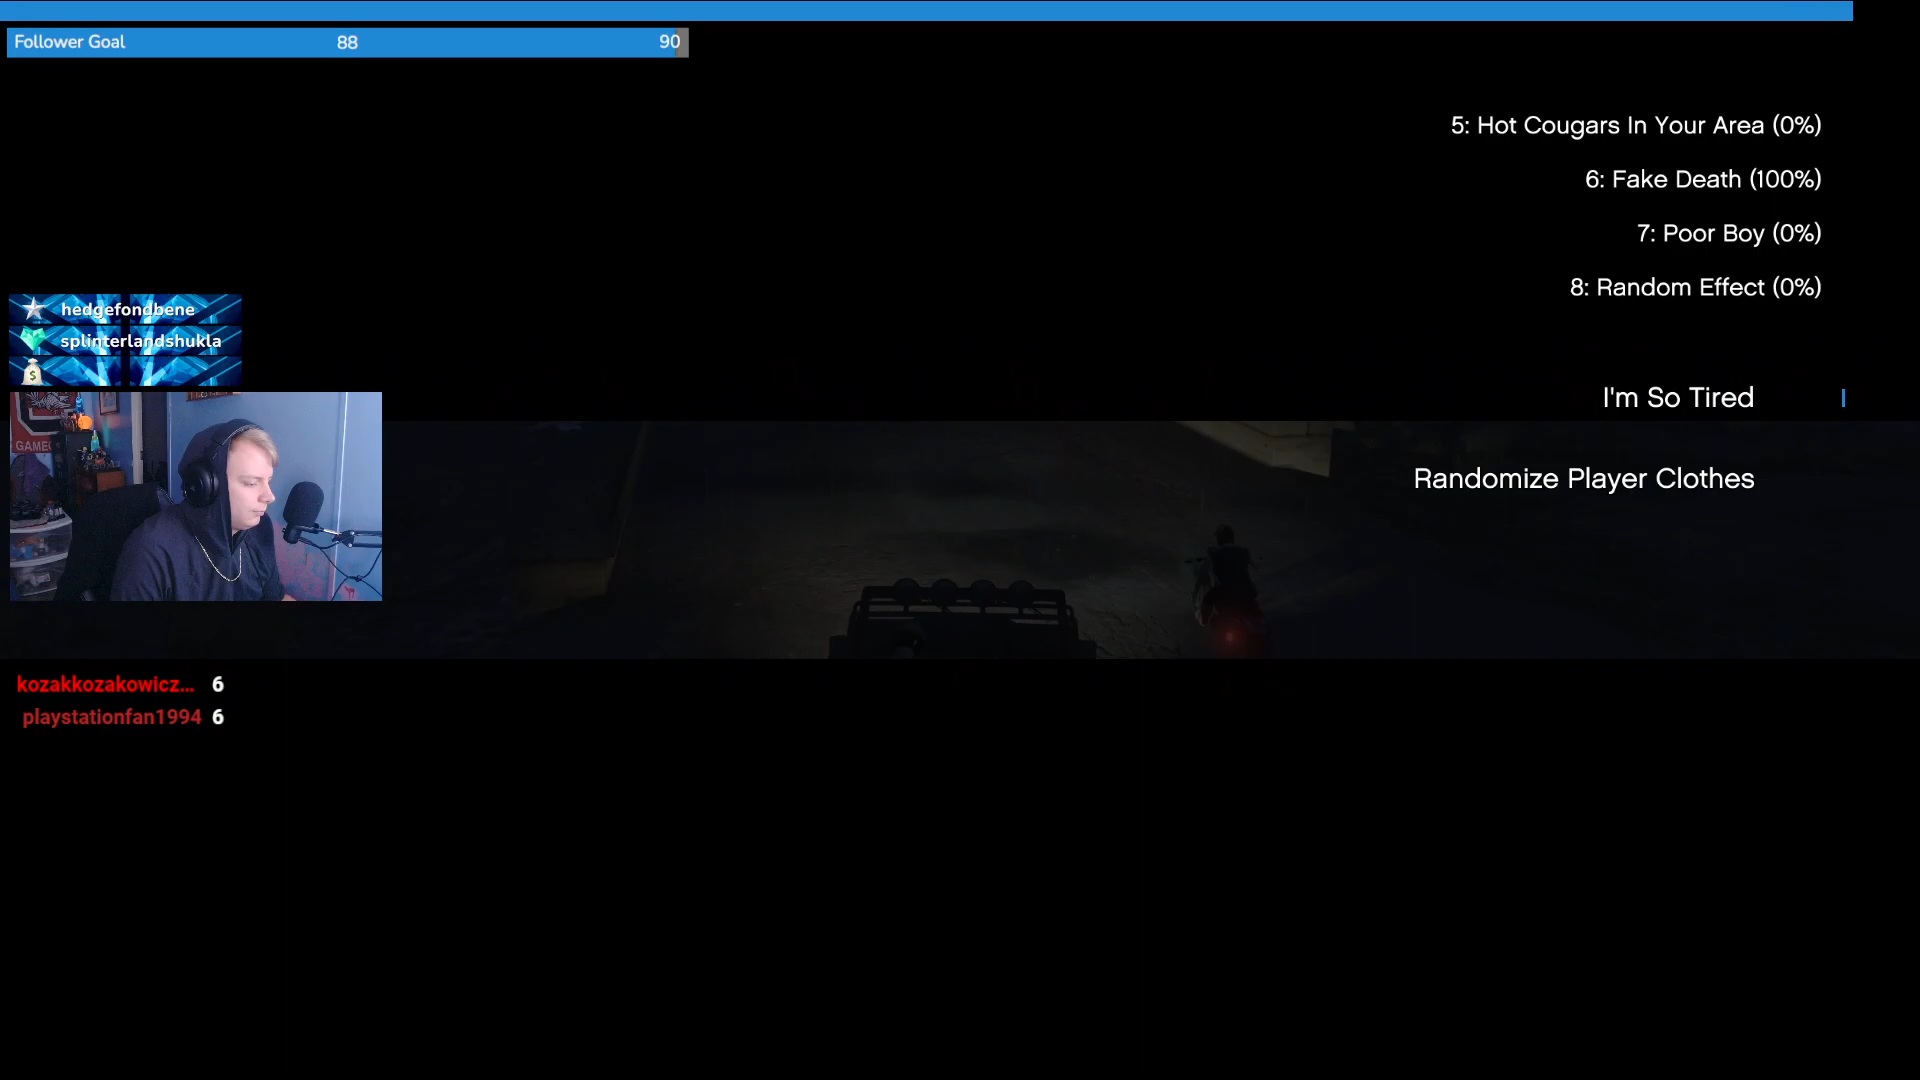 Follower Goal 88 90
5: Hot Cougars In Your Area (0%)
6: Fake Death (100%)
7: Poor Boy (0%)
8: Random Effect (0%)
hedgefondbene
splinterlandshukla
$
I'm So Tired
GAMEC
Randomize Player Clothes
kozakkozakowicz... 6
playstationfan1994 6